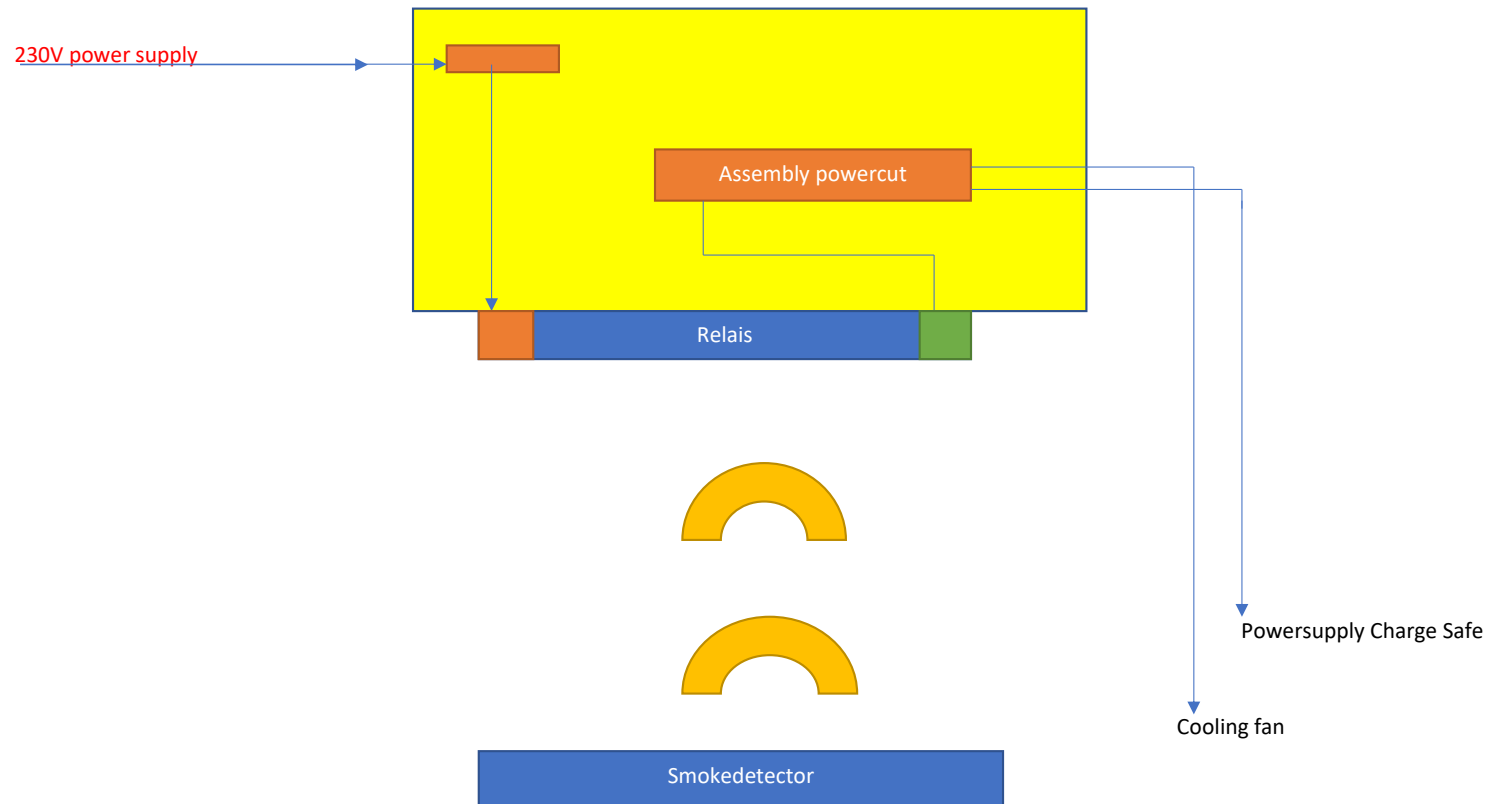 230V power supply
Assembly powercut
Relais
Powersupply Charge Safe
Cooling fan
Smokedetector